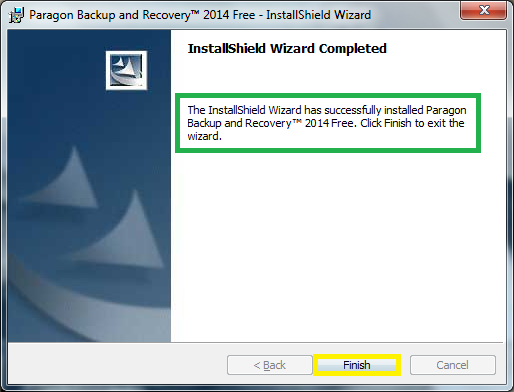 Paragon Backup and Recovery™ 2014 Free - InstallShield Wizard
InstallShield Wizard Completed
The InstallShield Wizard has successfully installed Paragon
Backup and Recovery™ 2014 Free. Click Finish to exit the
wizard.
< Back
Finish
Cancel